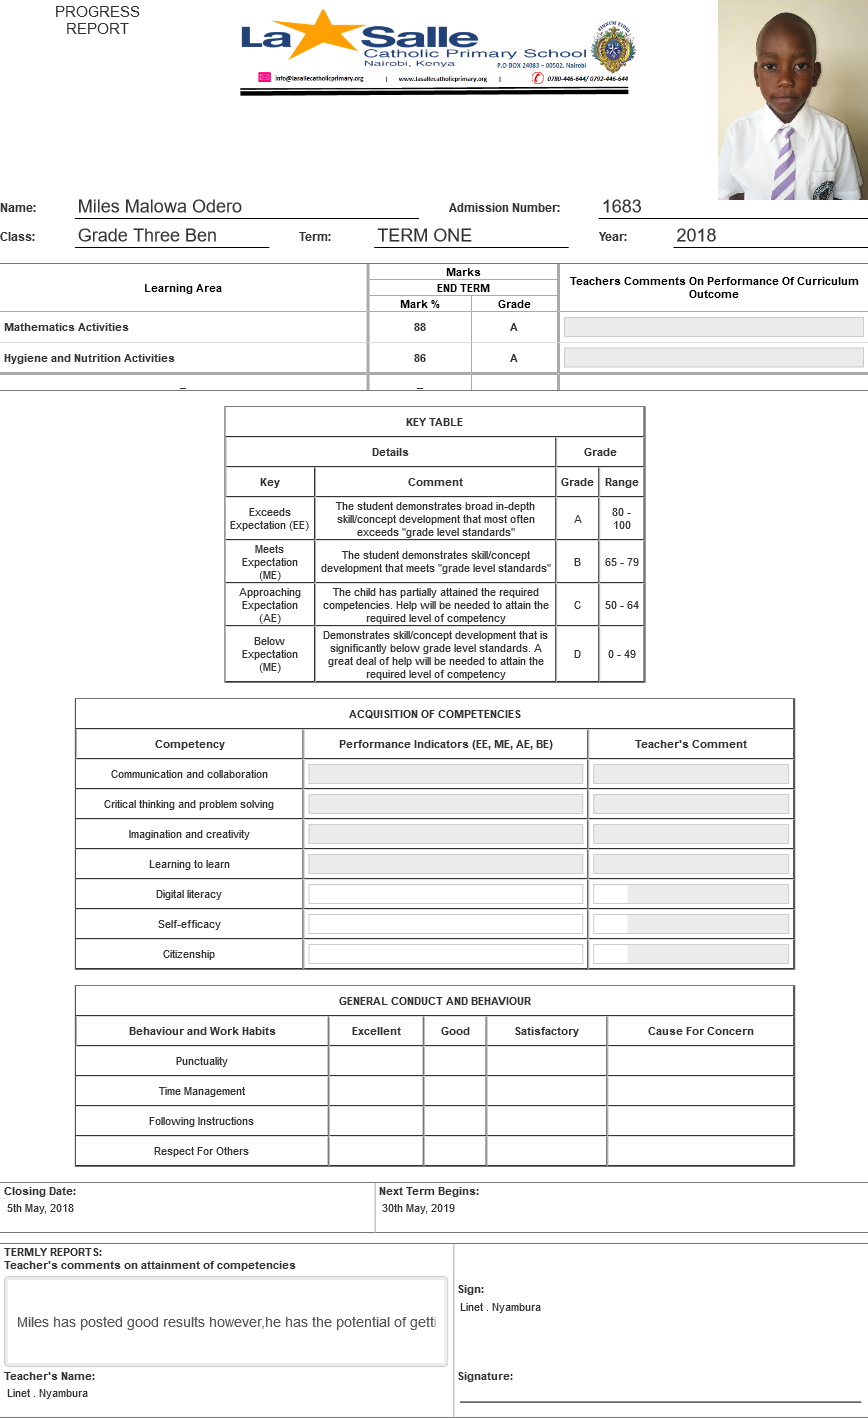 PROGRESS
REPORT
La Salle
Catholic Primary School
Nairobi, Kenya
P.O BOX 24083 – 00502, Nairobi
info@lasallecatholicprimary.org | www.lasallecatholicprimary.org | 0780-446-644/ 0792-446-644
Name: Miles Malowa Odero Admission Number: 1683
Class: Grade Three Ben Term: TERM ONE Year: 2018
Learning Area
Marks
END TERM
Mark % Grade
Teachers Comments On Performance Of Curriculum
Outcome
Mathematics Activities 88 A
Hygiene and Nutrition Activities 86 A
_ _
KEY TABLE
Details Grade
Key Comment Grade Range
Exceeds
Expectation (EE)
The student demonstrates broad in-depth
skill/concept development that most often
exceeds "grade level standards"
A
80 -
100
Meets
Expectation
(ME)
The student demonstrates skill/concept
development that meets "grade level standards"
B
65 - 79
Approaching
Expectation
(AE)
The child has partially attained the required
competencies. Help will be needed to attain the
required level of competency
C
50 - 64
Below
Expectation
(ME)
Demonstrates skill/concept development that is
significantly below grade level standards. A
great deal of help will be needed to attain the
required level of competency
D
0 - 49
ACQUISITION OF COMPETENCIES
Competency Performance Indicators (EE, ME, AE, BE) Teacher's Comment
Communication and collaboration
Critical thinking and problem solving
Imagination and creativity
Learning to learn
Digital literacy
Self-efficacy
Citizenship
GENERAL CONDUCT AND BEHAVIOUR
Behaviour and Work Habits Excellent Good Satisfactory Cause For Concern
Punctuality
Time Management
Following Instructions
Respect For Others
Closing Date: Next Term Begins:
5th May, 2018 30th May, 2019
TERMLY REPORTS:
Teacher's comments on attainment of competencies
Miles has posted good results however,he has the potential of getti
Sign:
Linet . Nyambura
Teacher's Name:
Linet . Nyambura
Signature: